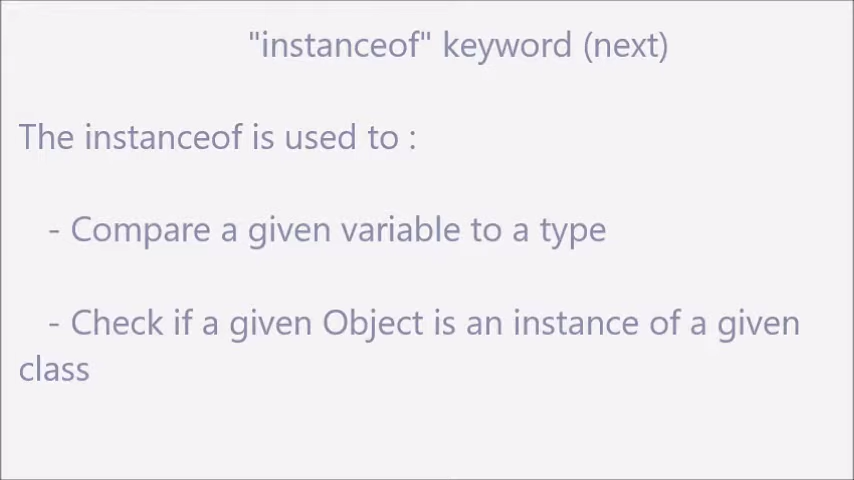 "instanceof" keyword (next)
The instanceof is used to :
- Compare a given variable to a type
- Check if a given Object is an instance of a given
class